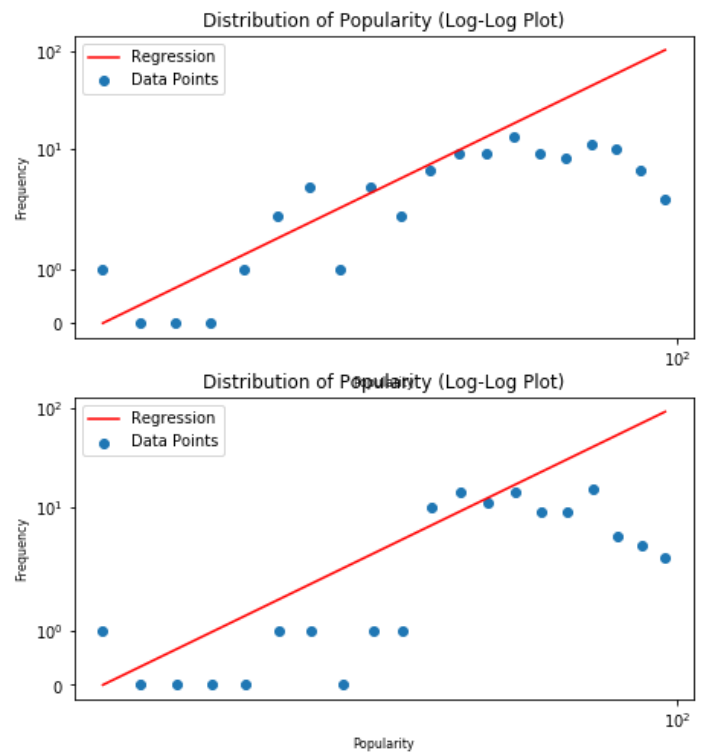 Distribution of Popularity (Log-Log Plot)
Regression
Data Points
10²
10¹
10⁰
0
Frequency
10²
Popularity
Distribution of Popularity (Log-Log Plot)
Regression
Data Points
10²
10¹
10⁰
0
Frequency
10²
Popularity